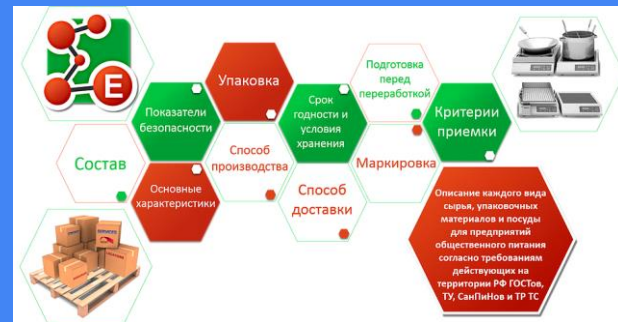 E
Состав
Показатели
безопасности
Основные
характеристики
Упаковка
Способ
производства
Срок
годности и
условия
хранения
Способ
доставки
Подготовка
перед
переработкой
Маркировка
Критерии
приемки
Описание каждого вида
сырья, упаковочных
материалов и посуды
для предприятий
общественного питания
согласно требованиям
действующих на
территории РФ ГОСТов,
ТУ, СанПиНов и ТР ТС